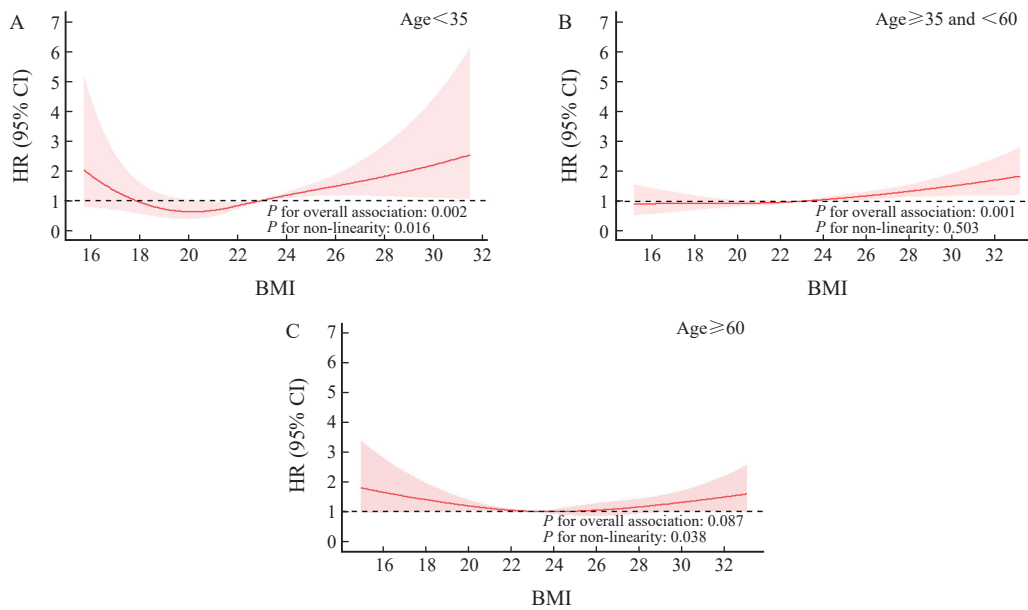 A
Age<35
HR (95% CI)
7
6
5
4
3
2
1
0
P for overall association: 0.002
P for non-linearity: 0.016
16 18 20 22 24 26 28 30 32
BMI
B
Age≥35 and <60
HR (95% CI)
7
6
5
4
3
2
1
0
P for overall association: 0.001
P for non-linearity: 0.503
16 18 20 22 24 26 28 30 32
BMI
C
Age≥60
HR (95% CI)
7
6
5
4
3
2
1
0
P for overall association: 0.087
P for non-linearity: 0.038
16 18 20 22 24 26 28 30 32
BMI